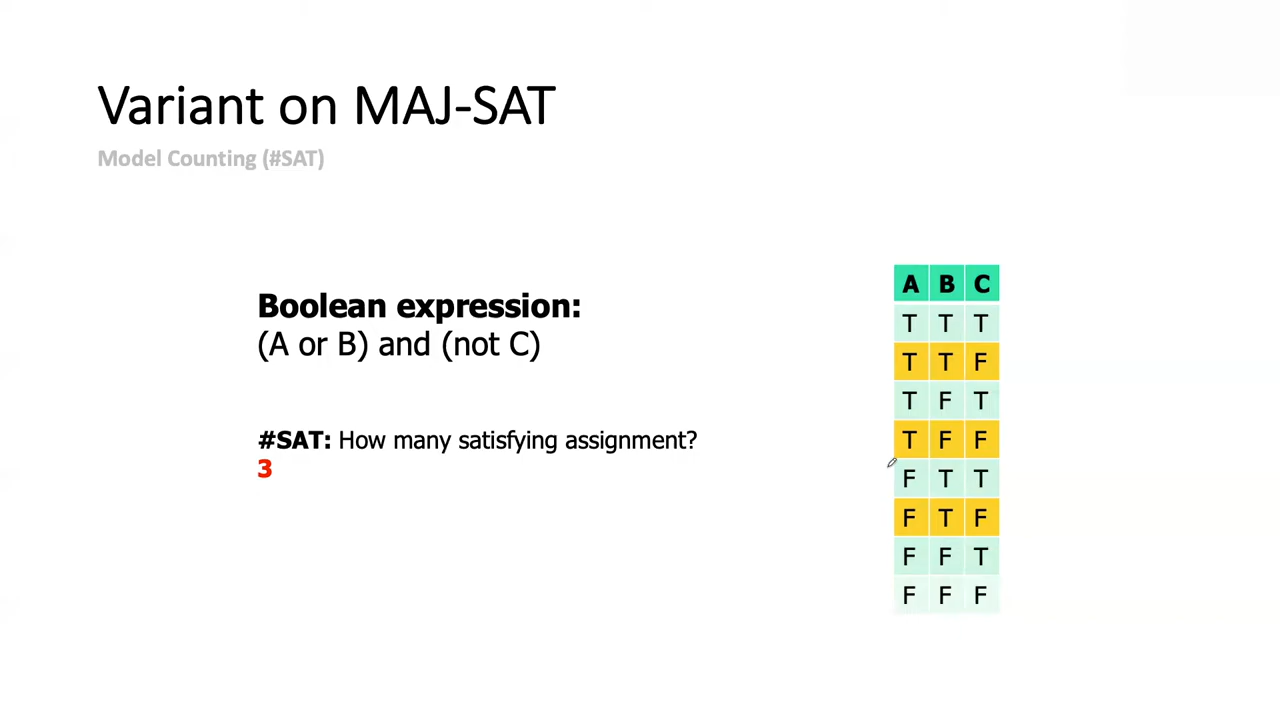 Variant on MAJ-SAT
Model Counting (#SAT)
Boolean expression:
(A or B) and (not C)
#SAT: How many satisfying assignment?
3
A B C
T T T
T T F
T F T
T F F
F T T
F T F
F F T
F F F